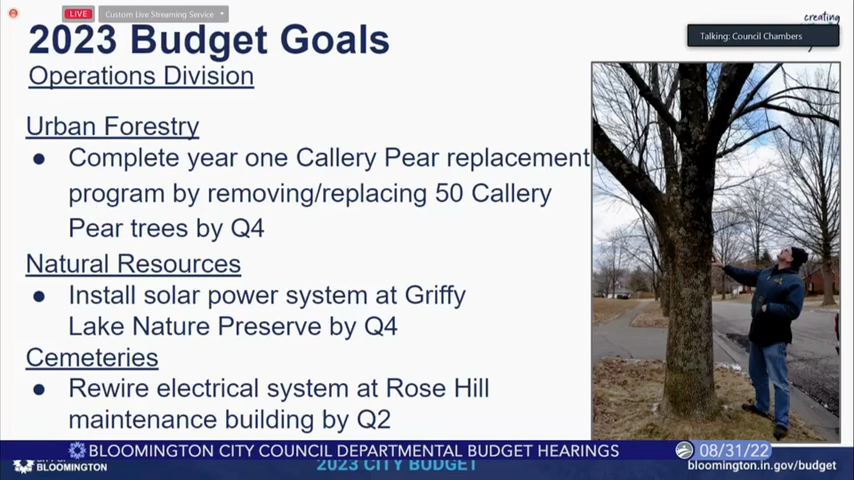 LIVE
Custom Live Streaming Service
creating
Talking: Council Chambers
2023 Budget Goals
Operations Division
Urban Forestry
● Complete year one Callery Pear replacement
program by removing/replacing 50 Callery
Pear trees by Q4
Natural Resources
● Install solar power system at Griffy
Lake Nature Preserve by Q4
Cemeteries
● Rewire electrical system at Rose Hill
maintenance building by Q2
BLOOMINGTON CITY COUNCIL DEPARTMENTAL BUDGET HEARINGS
08/31/22
BLOOMINGTON
2023 CITY BUDGET
bloomington.in.gov/budget